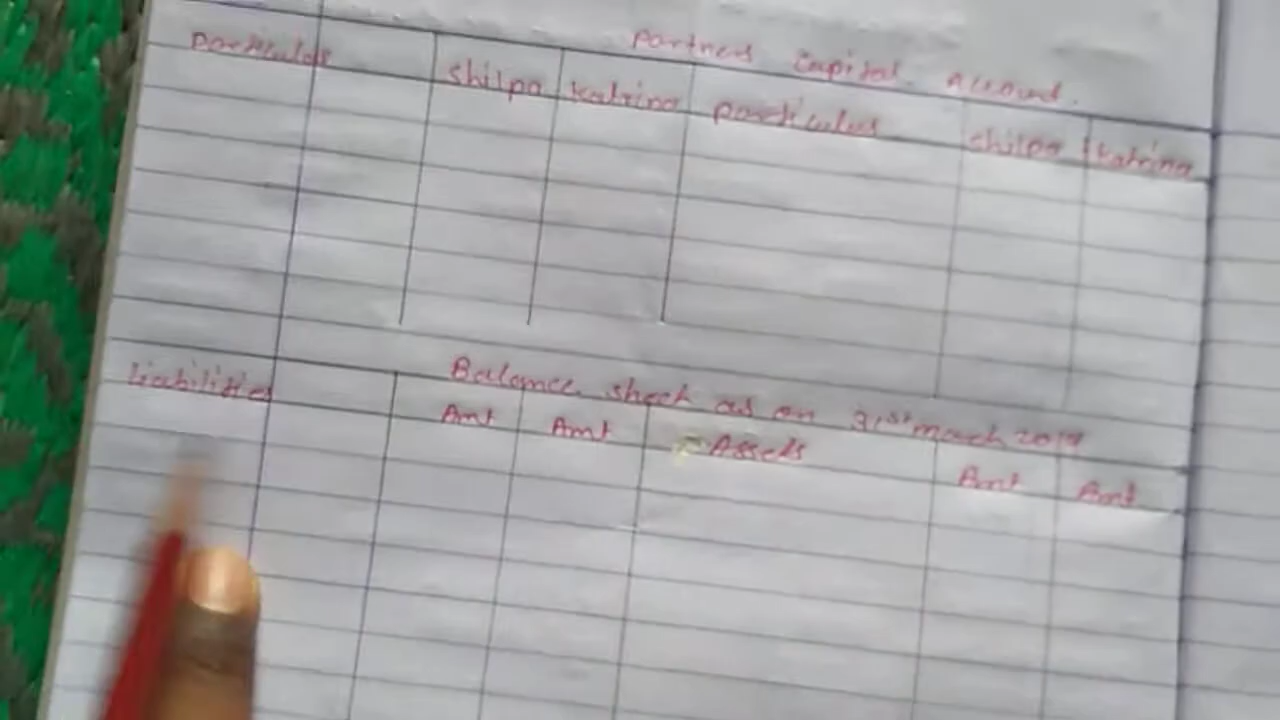 Partners Capital Account.
Particulars shilpa katrina particulars shilpa katrina
Balance sheet as on 31st march 2019
Liabilities Amt Amt Assets Amt Amt